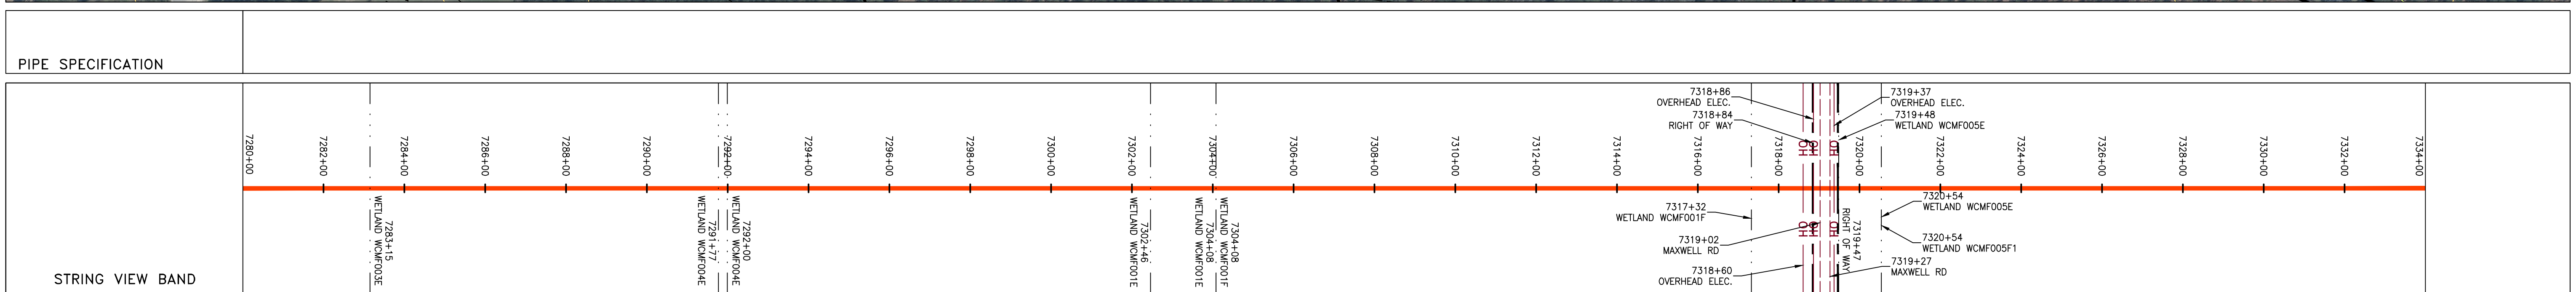 PIPE SPECIFICATION
STRING VIEW BAND
7280+00
7282+00
7284+00
7286+00
7288+00
7290+00
7292+00
7294+00
7296+00
7298+00
7300+00
7302+00
7304+00
7306+00
7308+00
7310+00
7312+00
7314+00
7316+00
7318+00
7320+00
7322+00
7324+00
7326+00
7328+00
7330+00
7332+00
7334+00
7283+15
WETLAND WCMF003E
7291+77
WETLAND WCMF004E
7292+00
WETLAND WCMF004E
7302+46
WETLAND WCMF001E
7304+08
WETLAND WCMF001E
7304+08
WETLAND WCMF001F
7317+32
WETLAND WCMF001F
7318+86
OVERHEAD ELEC.
7318+84
RIGHT OF WAY
7319+02
MAXWELL RD
7318+60
OVERHEAD ELEC.
OH
OH
OH
OH
OH
OH
7319+37
OVERHEAD ELEC.
7319+48
WETLAND WCMF005E
7319+47
RIGHT OF WAY
7319+27
MAXWELL RD
7320+54
WETLAND WCMF005E
7320+54
WETLAND WCMF005F1